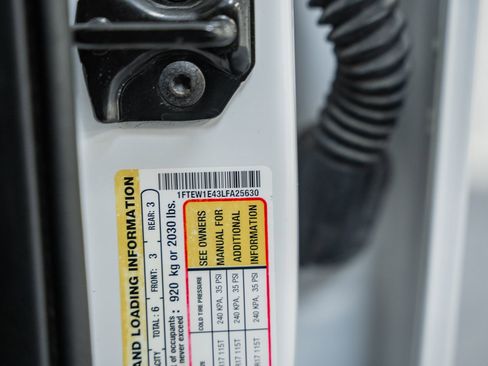 1FTEW1E43LFA25630
AND LOADING INFORMATION
TOTAL : 6 FRONT: 3 REAR: 3
of occupants :
never exceed : 920 kg or 2030 lbs.
COLD TIRE PRESSURE SEE OWNERS
240 KPA, 35 PSI MANUAL FOR
115T 240 KPA, 35 PSI ADDITIONAL
115T 240 KPA, 35 PSI INFORMATION